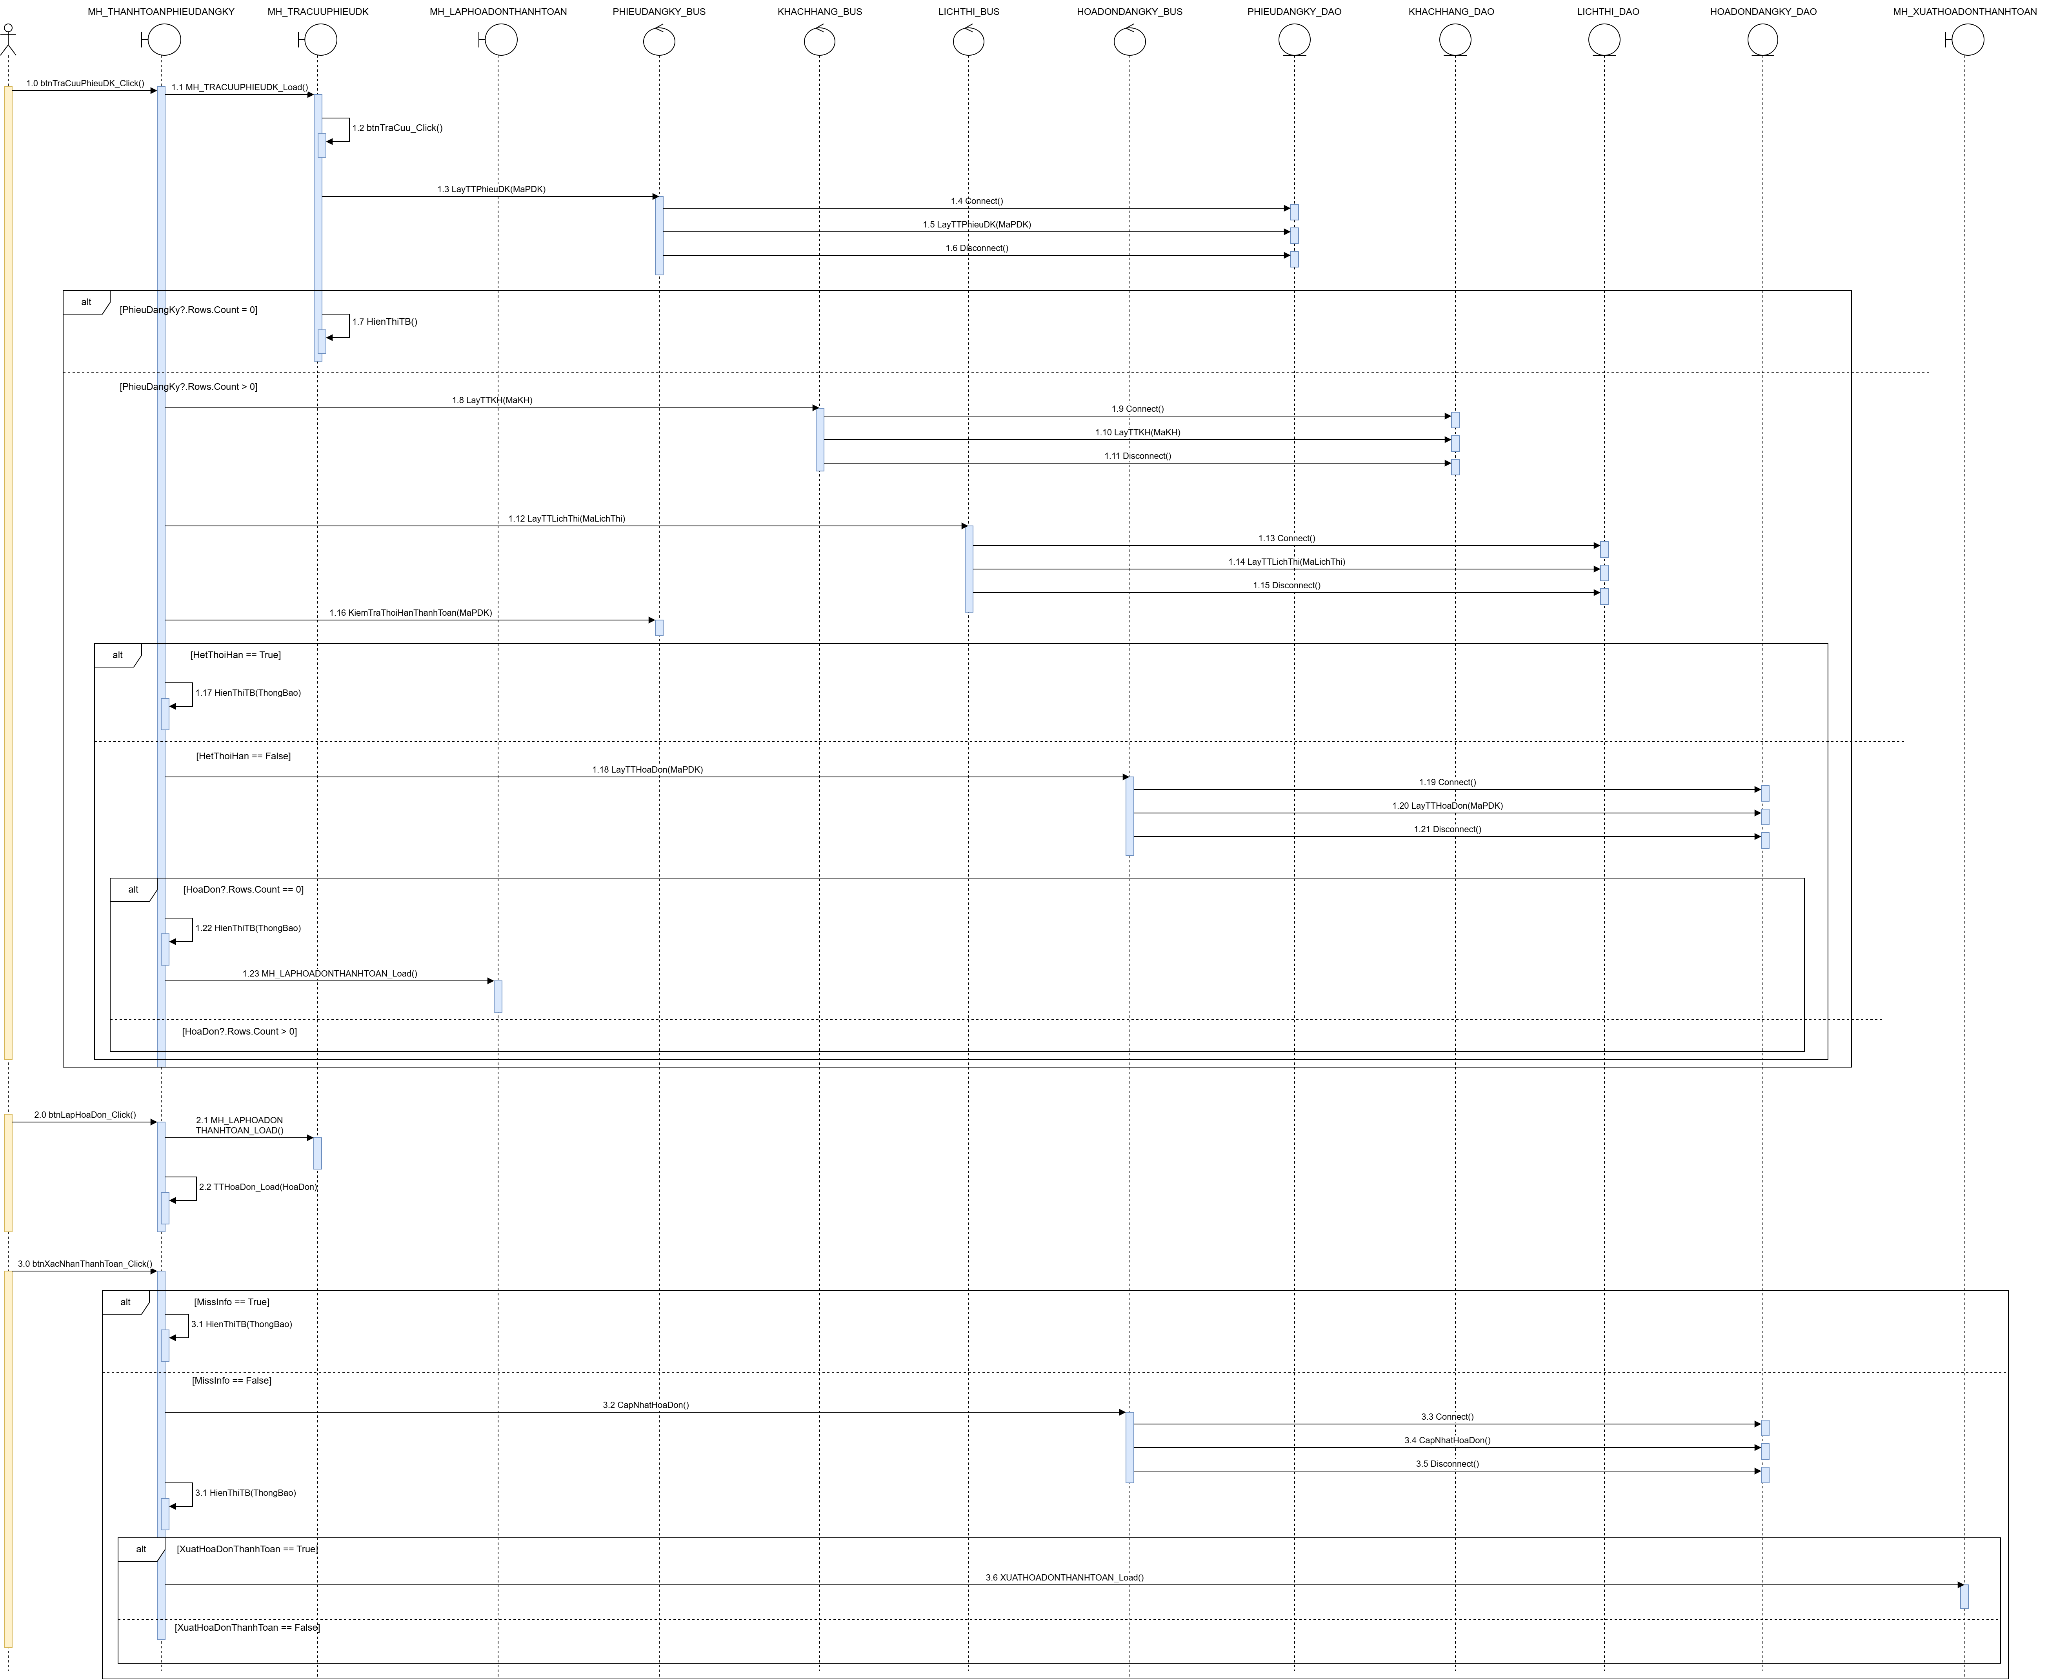 MH_THANHTOANPHIEUDANGKY
MH_TRACUUPHIEUDK
MH_LAPHOADONTHANHTOAN
PHIEUDANGKY_BUS
KHACHHANG_BUS
LICHTHI_BUS
HOADONDANGKY_BUS
PHIEUDANGKY_DAO
KHACHHANG_DAO
LICHTHI_DAO
HOADONDANGKY_DAO
MH_XUATHOADONTHANHTOAN
1.0 btnTraCuuPhieuDK_Click()
1.1 MH_TRACUUPHIEUDK_Load()
1.2 btnTraCuu_Click()
1.3 LayTTPhieuDK(MaPDK)
1.4 Connect()
1.5 LayTTPhieuDK(MaPDK)
1.6 Disconnect()
alt
[PhieuDangKy?.Rows.Count = 0]
1.7 HienThiTB()
[PhieuDangKy?.Rows.Count > 0]
1.8 LayTTKH(MaKH)
1.9 Connect()
1.10 LayTTKH(MaKH)
1.11 Disconnect()
1.12 LayTTLichThi(MaLichThi)
1.13 Connect()
1.14 LayTTLichThi(MaLichThi)
1.15 Disconnect()
1.16 KiemTraThoiHanThanhToan(MaPDK)
alt
[HetThoiHan == True]
1.17 HienThiTB(ThongBao)
[HetThoiHan == False]
1.18 LayTTHoaDon(MaPDK)
1.19 Connect()
1.20 LayTTHoaDon(MaPDK)
1.21 Disconnect()
alt
[HoaDon?.Rows.Count == 0]
1.22 HienThiTB(ThongBao)
1.23 MH_LAPHOADONTHANHTOAN_Load()
[HoaDon?.Rows.Count > 0]
2.0 btnLapHoaDon_Click()
2.1 MH_LAPHOADON
THANHTOAN_LOAD()
2.2 TTHoaDon_Load(HoaDon)
3.0 btnXacNhanThanhToan_Click()
alt
[MissInfo == True]
3.1 HienThiTB(ThongBao)
[MissInfo == False]
3.2 CapNhatHoaDon()
3.3 Connect()
3.4 CapNhatHoaDon()
3.5 Disconnect()
3.1 HienThiTB(ThongBao)
alt
[XuatHoaDonThanhToan == True]
3.6 XUATHOADONTHANHTOAN_Load()
[XuatHoaDonThanhToan == False]